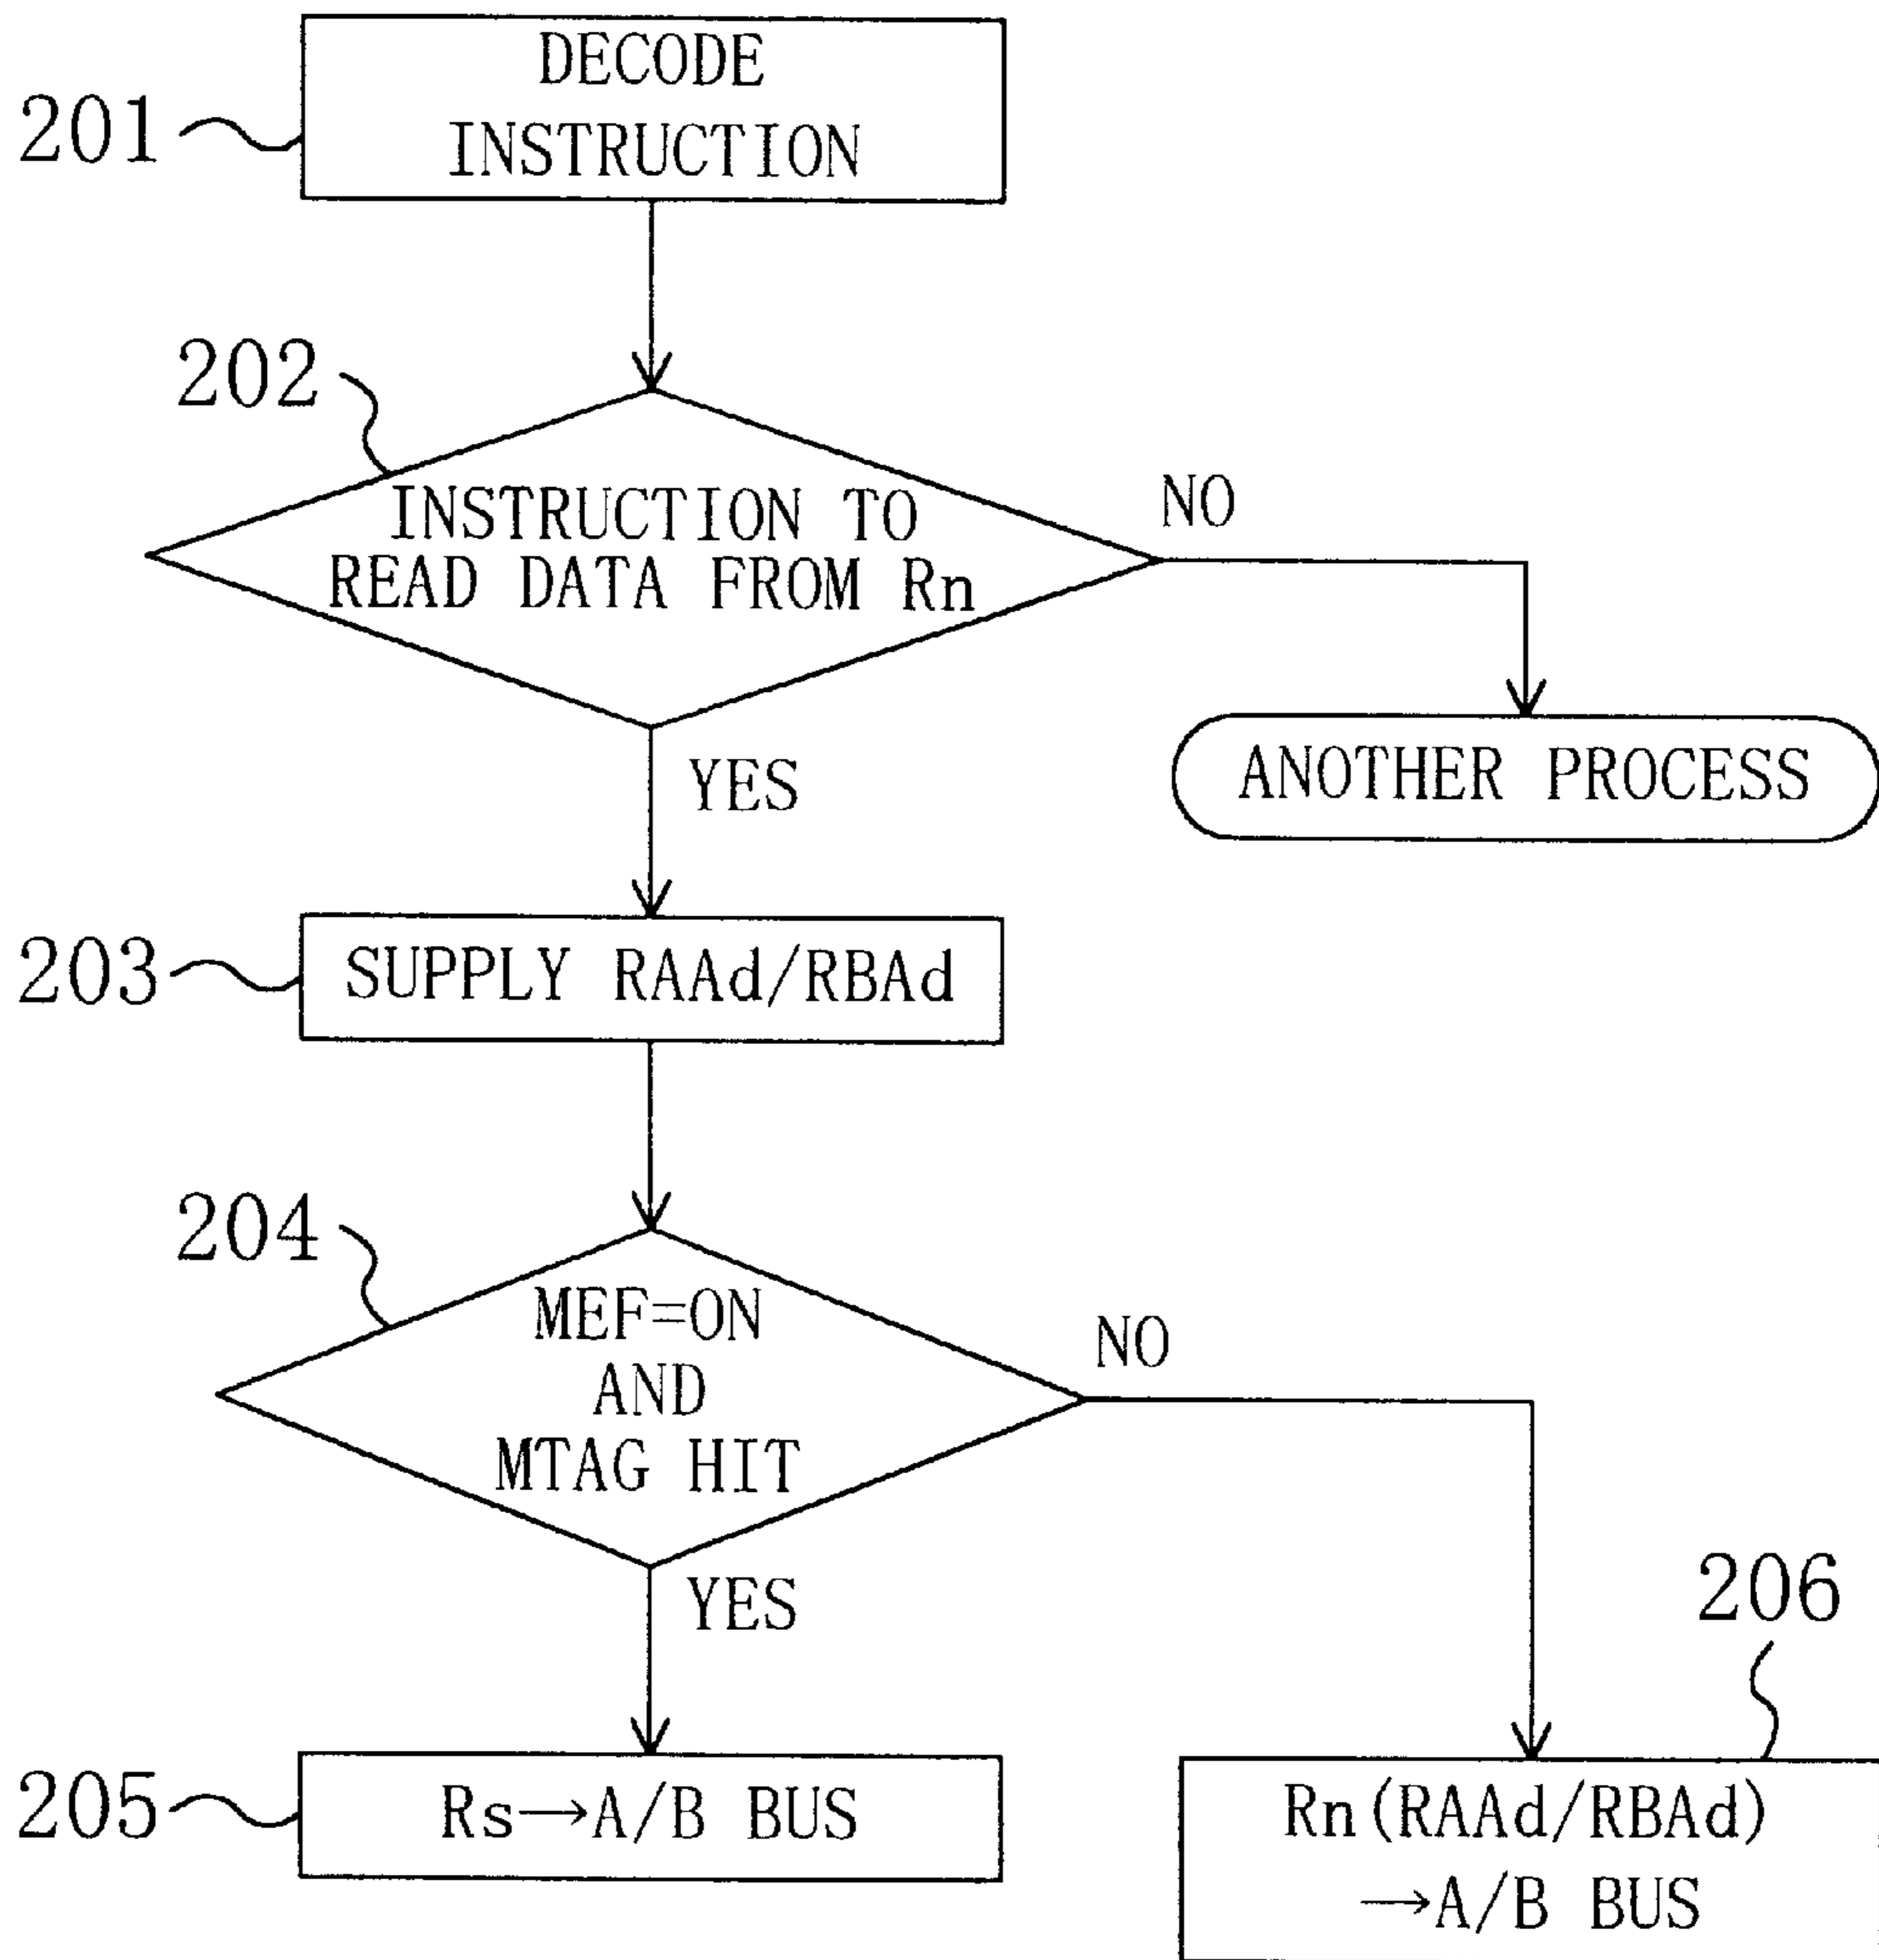 DECODE
INSTRUCTION
201
202
INSTRUCTION TO
READ DATA FROM Rn
NO
YES
ANOTHER PROCESS
203
SUPPLY RAAd/RBAd
204
MEF=ON
AND
MTAG HIT
NO
YES
206
205
Rs→A/B BUS
Rn(RAAd/RBAd)
→A/B BUS